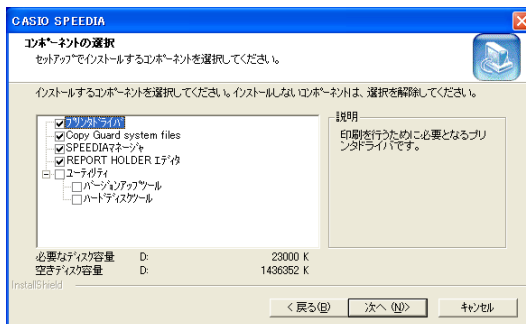 CASIO SPEEDIA
コンポーネントの選択
セットアップでインストールするコンポーネントを選択してください。
インストールするコンポーネントを選択してください。インストールしないコンポーネントは、選択を解除してください。
プリンタドライバ
Copy Guard system files
SPEEDIAマネージャ
REPORT HOLDER エディタ
ユーティリティ
バージョンアップツール
ハードディスクツール
説明
印刷を行うために必要となるプリ
ンタドライバです。
必要なディスク容量 D: 23000 K
空きディスク容量 D: 1436352 K
InstallShield
< 戻る(B) 次へ (N)> キャンセル